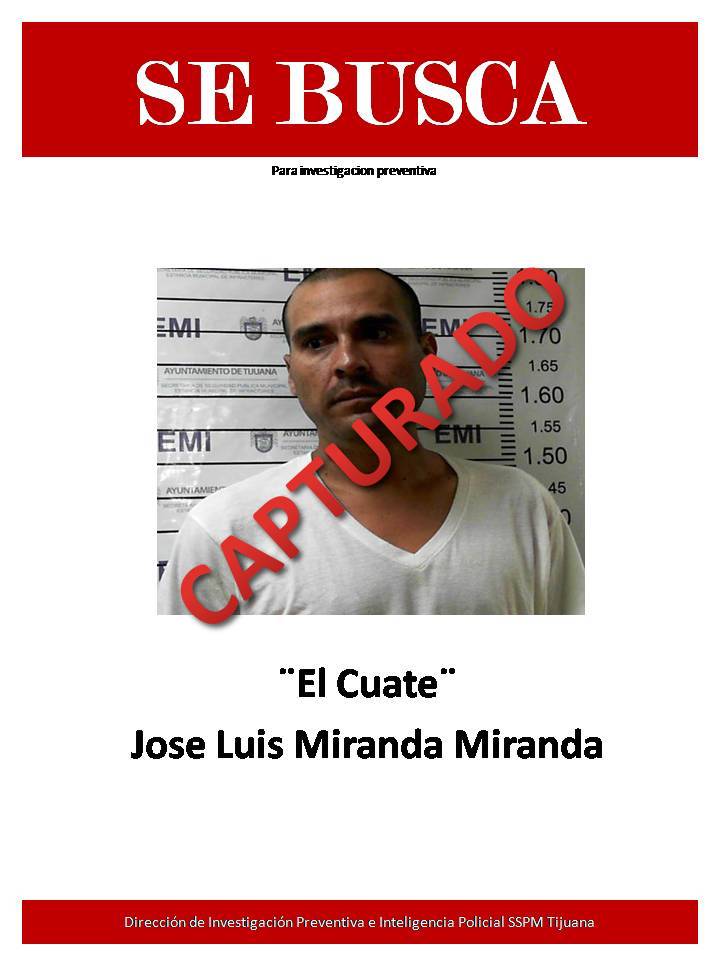 SE BUSCA
Para investigacion preventiva
EMI
AYUNTAMIENTO DE TIJUANA
EMI
1.75
1.70
1.65
1.60
1.55
1.50
45
EMI
EMI
CAPTURADO
¨El Cuate¨
Jose Luis Miranda Miranda
Dirección de Investigación Preventiva e Inteligencia Policial SSPM Tijuana